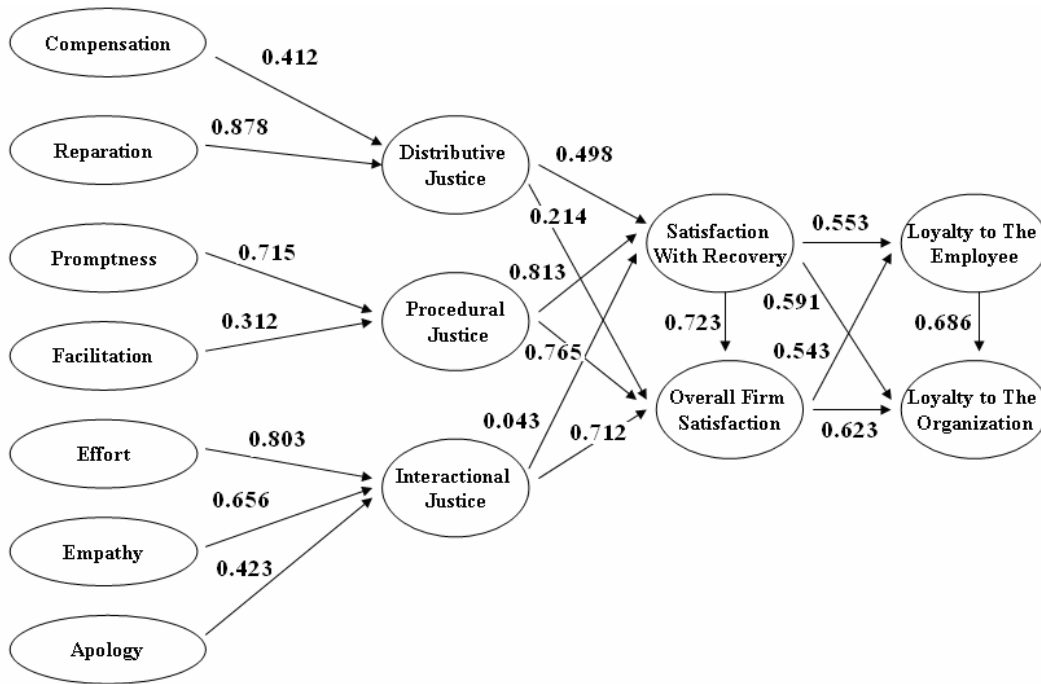 Compensation
0.412
Reparation
0.878
Distributive
Justice
0.498
0.214
Promptness
0.715
Facilitation
0.312
Procedural
Justice
0.813
0.765
Satisfaction
With Recovery
0.553
0.591
0.723
Loyalty to The
Employee
0.686
0.543
Effort
0.803
Empathy
0.656
Apology
0.423
Interactional
Justice
0.043
0.712
Overall Firm
Satisfaction
0.623
Loyalty to The
Organization